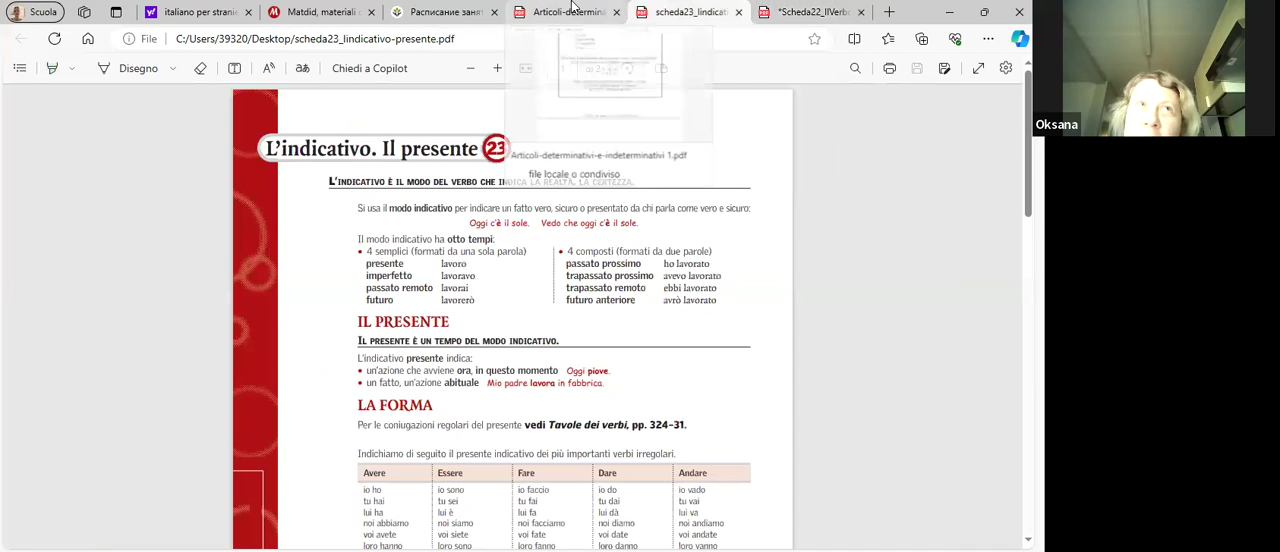 Scuola
italiano per stranie
Matdid, materiali d
Расписание занят
Articoli-determina
scheda23_lindicati
*Scheda22_IlVerbo
File
C:/Users/39320/Desktop/scheda23_lindicativo-presente.pdf
Disegno
Chiedi a Copilot
L'indicativo. Il presente 23
Articoli-determinativi-e-indeterminativi 1.pdf
file locale o condiviso
L'INDICATIVO È IL MODO DEL VERBO CHE INDICA LA REALTÀ, LA CERTEZZA.
Si usa il modo indicativo per indicare un fatto vero, sicuro o presentato da chi parla come vero e sicuro:
Oggi c'è il sole. Vedo che oggi c'è il sole.
Il modo indicativo ha otto tempi:
• 4 semplici (formati da una sola parola)
presente lavoro
imperfetto lavoravo
passato remoto lavorai
futuro lavorerò
• 4 composti (formati da due parole)
passato prossimo ho lavorato
trapassato prossimo avevo lavorato
trapassato remoto ebbi lavorato
futuro anteriore avrò lavorato
IL PRESENTE
IL PRESENTE È UN TEMPO DEL MODO INDICATIVO.
L'indicativo presente indica:
• un'azione che avviene ora, in questo momento Oggi piove.
• un fatto, un'azione abituale Mio padre lavora in fabbrica.
LA FORMA
Per le coniugazioni regolari del presente vedi Tavole dei verbi, pp. 324-31.
Indichiamo di seguito il presente indicativo dei più importanti verbi irregolari.
Avere Essere Fare Dare Andare
io ho io sono io faccio io do io vado
tu hai tu sei tu fai tu dai tu vai
lui ha lui è lui fa lui dà lui va
noi abbiamo noi siamo noi facciamo noi diamo noi andiamo
voi avete voi siete voi fate voi date voi andate
loro hanno loro sono loro fanno loro danno loro vanno
Oksana